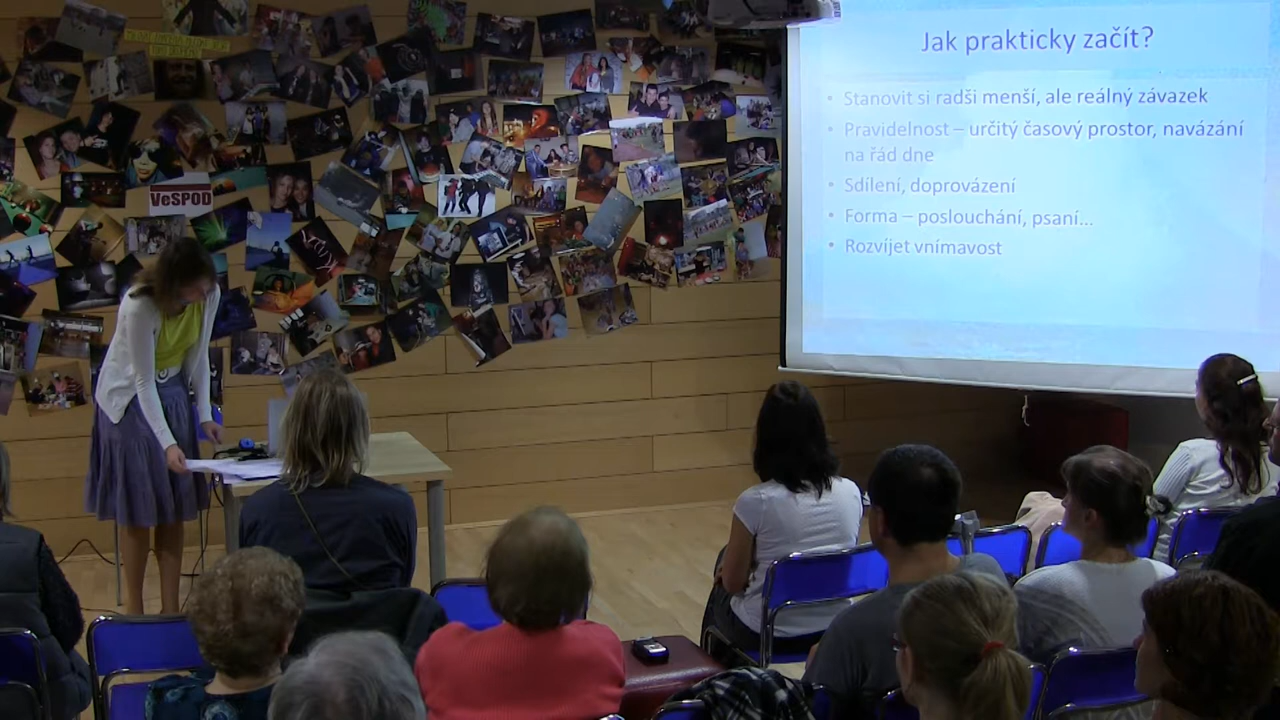 Jak prakticky začít?
• Stanovit si radši menší, ale reálný závazek
• Pravidelnost – určitý časový prostor, navázání
na řád dne
• Sdílení, doprovázení
• Forma – poslouchání, psaní...
• Rozvíjet vnímavost
VeSPOD